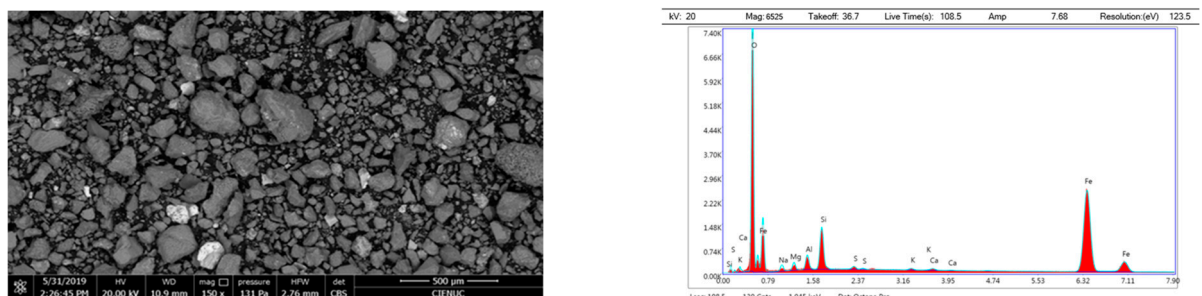 5/31/2019 HV WD mag □ pressure HFW det 500 µm
2:26:45 PM 20.00 kV 10.9 mm 150 x 131 Pa 2.76 mm CBS CIENUC
kV: 20 Mag: 6525 Takeoff: 36.7 Live Time(s): 108.5 Amp 7.68 Resolution:(eV) 123.5
7.40K
O
6.66K
5.92K
5.18K
4.44K
3.70K
2.96K
Fe
2.22K
Si
1.48K
Fe
Ca
S
K
Al
0.74K
K
Si
Na
Mg
S
S
K
Ca
Ca
Fe
0.00K
0.00 0.79 1.58 2.37 3.16 3.95 4.74 5.53 6.32 7.11 7.90